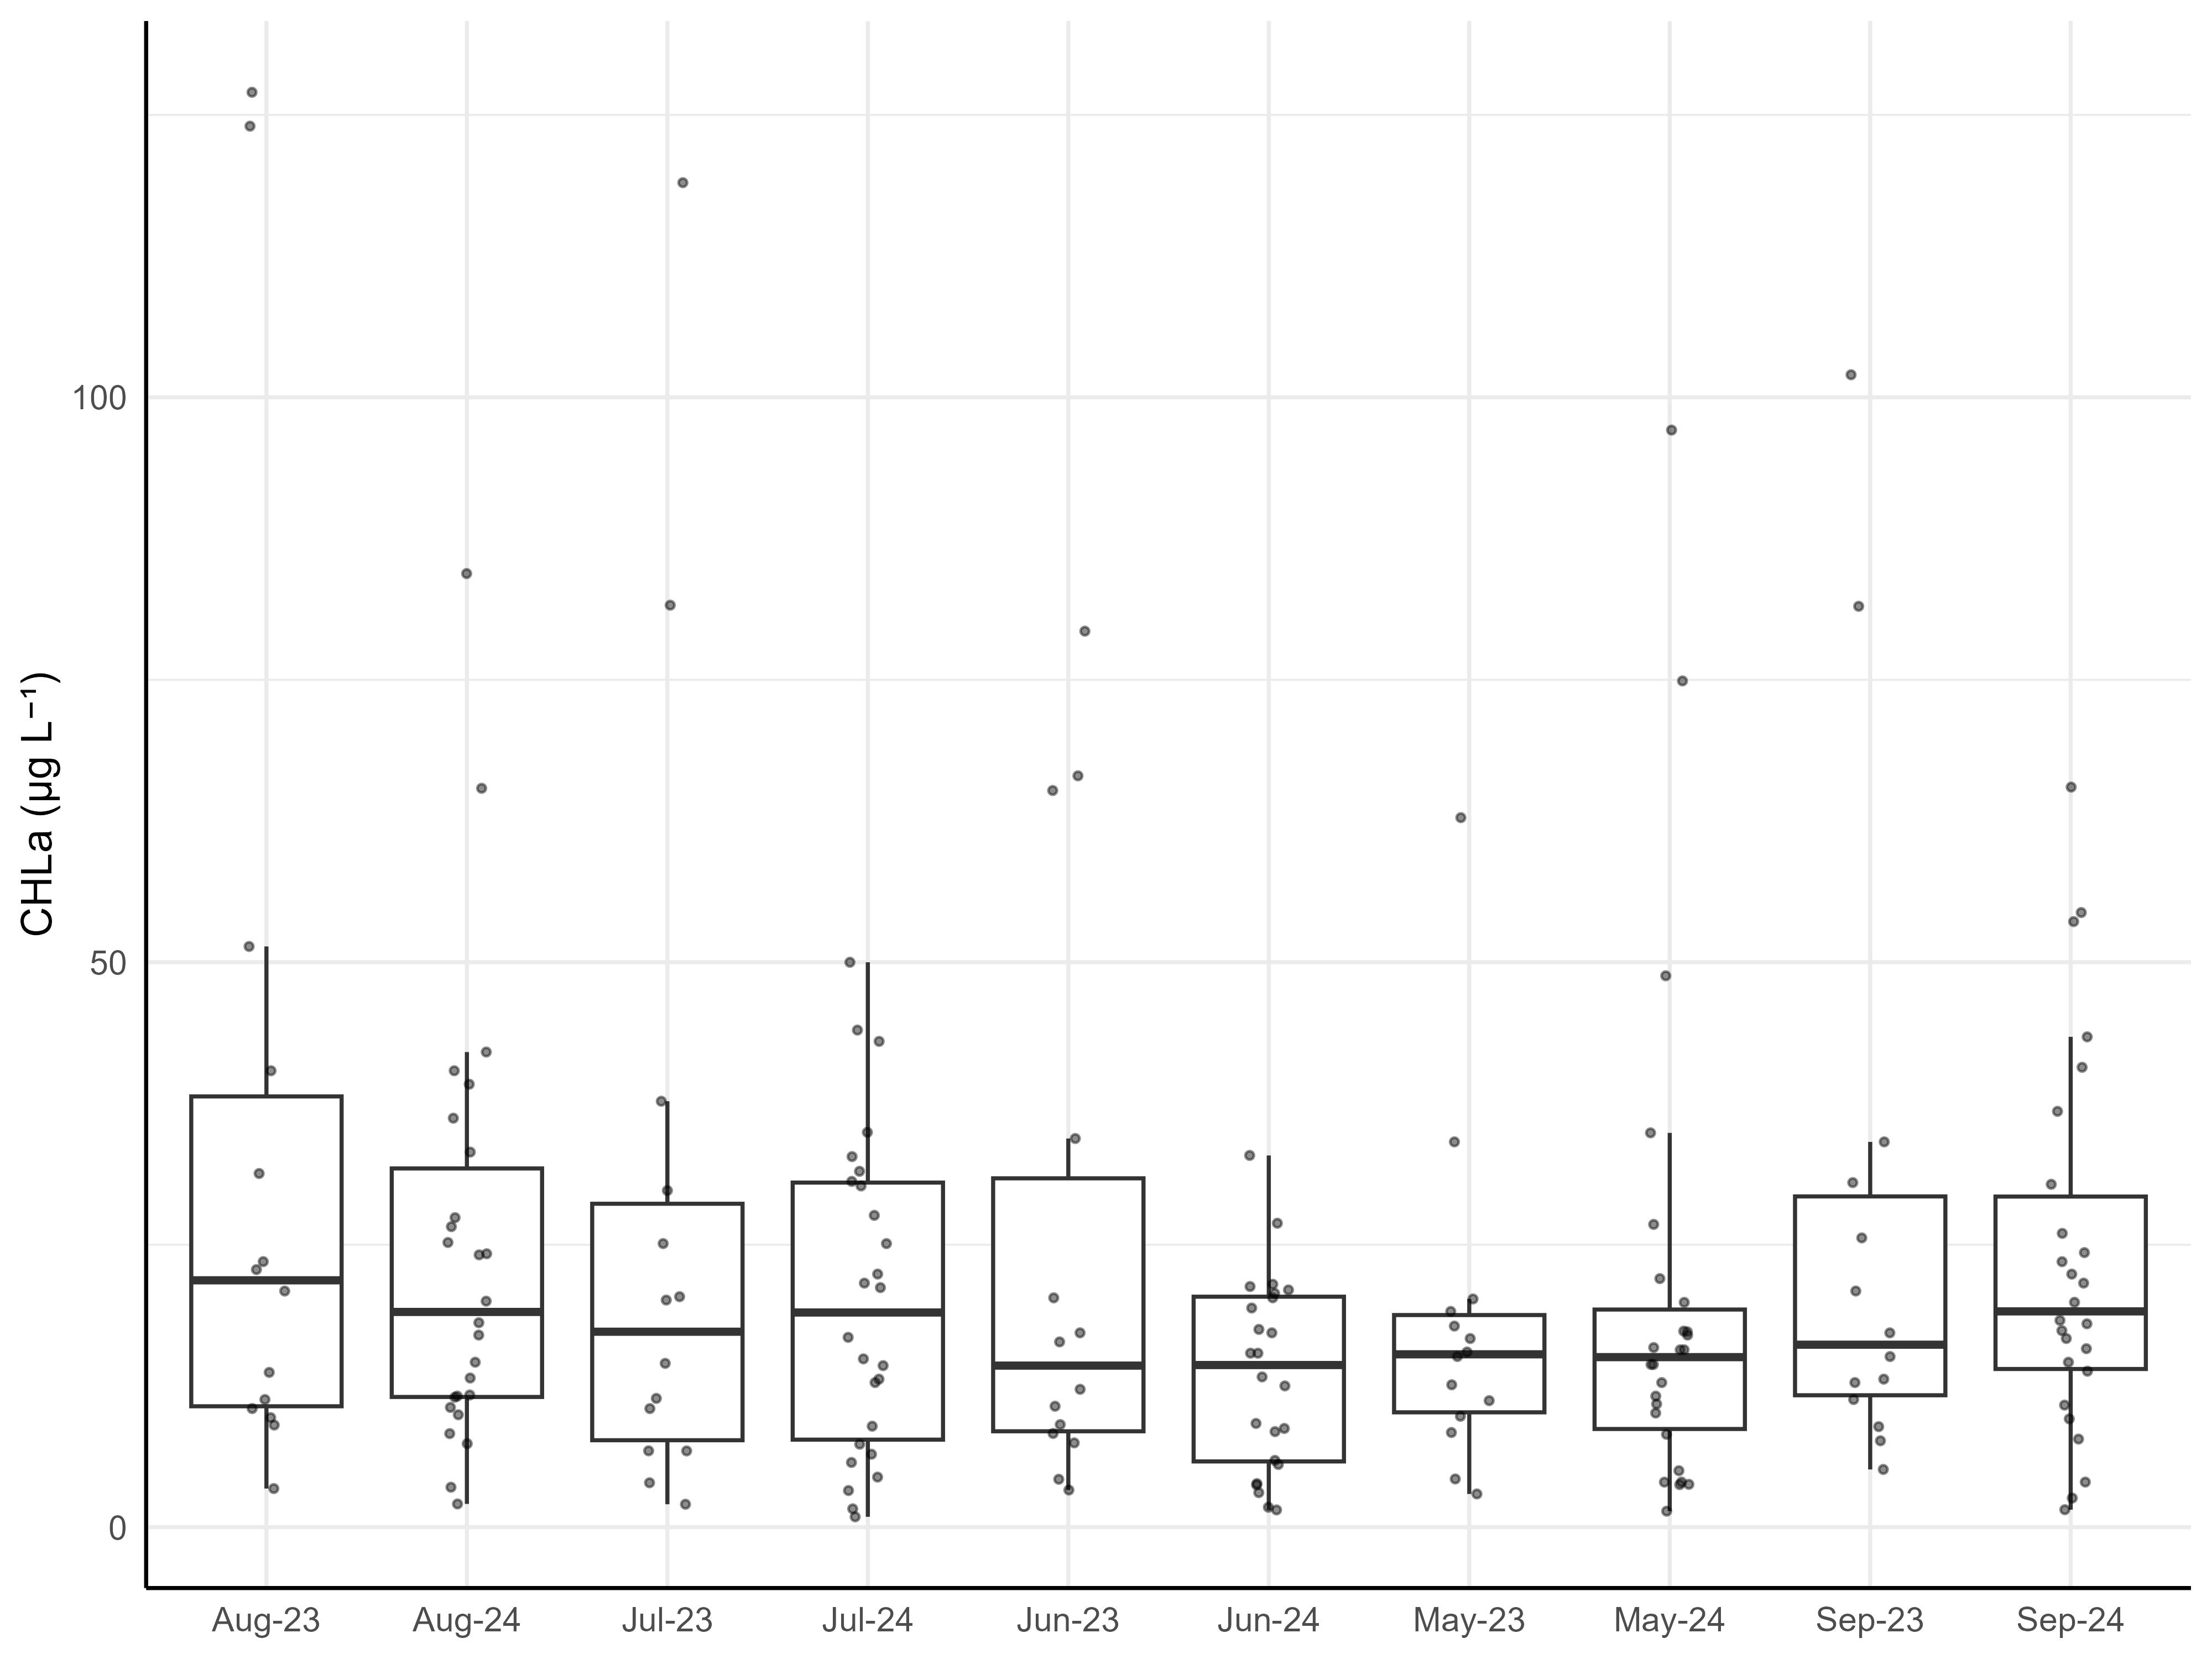 CHLa (µg L⁻¹)
100
50
0
Aug-23 Aug-24 Jul-23 Jul-24 Jun-23 Jun-24 May-23 May-24 Sep-23 Sep-24